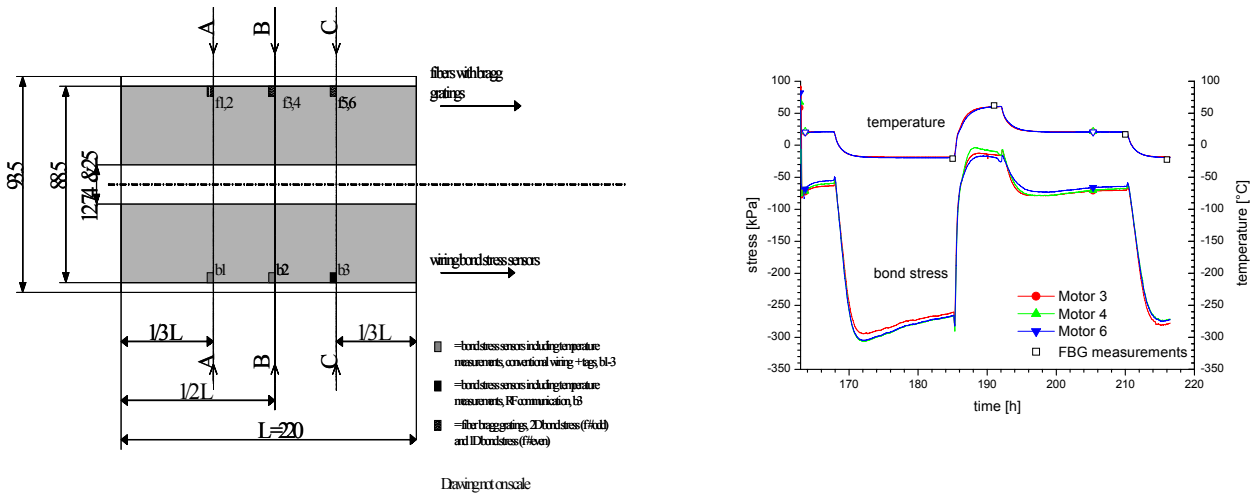 A
B
C
f1,2
f3,4
f5,6
fibers with bragg
gratings
93.5
88.5
b1
b2
b3
wiring bond stress sensors
1/3 L
1/3 L
A
B
C
1/2 L
L=220
=bond stress sensors including temperature
measurements, conventional wiring + tags, b1-3
=bond stress sensors including temperature
measurements, RF communication, b3
=fiber bragg gratings, 2D bond stress (f#odd)
and 1D bond stress (f#even)
Drawing not on scale
100
50
0
-50
-100
-150
-200
-250
-300
-350
stress [kPa]
temperature
bond stress
Motor 3
Motor 4
Motor 6
FBG measurements
170
180
190
200
210
220
time [h]
100
50
0
-50
-100
-150
-200
-250
-300
-350
temperature [°C]